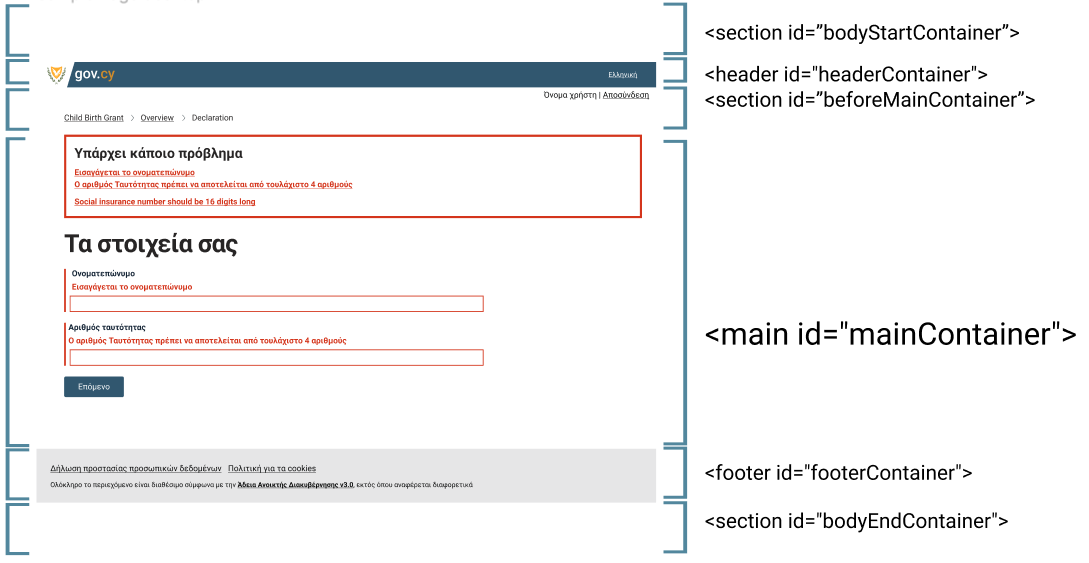 <section id=”bodyStartContainer”>
gov.cy
Ελληνική
<header id="headerContainer">
Όνομα χρήστη | Αποσύνδεση
<section id=”beforeMainContainer”>
Child Birth Grant > Overview > Declaration
Υπάρχει κάποιο πρόβλημα
Εισαγάγεται το ονοματεπώνυμο
Ο αριθμός Ταυτότητας πρέπει να αποτελείται από τουλάχιστο 4 αριθμούς
Social insurance number should be 16 digits long
Τα στοιχεία σας
Ονοματεπώνυμο
Εισαγάγεται το ονοματεπώνυμο
Αριθμός ταυτότητας
Ο αριθμός Ταυτότητας πρέπει να αποτελείται από τουλάχιστο 4 αριθμούς
Επόμενο
<main id="mainContainer">
Δήλωση προστασίας προσωπικών δεδομένων Πολιτική για τα cookies
Ολόκληρο το περιεχόμενο είναι διαθέσιμο σύμφωνα με την Άδεια Ανοικτής Διακυβέρνησης v3.0, εκτός όπου αναφέρεται διαφορετικά
<footer id="footerContainer">
<section id="bodyEndContainer">